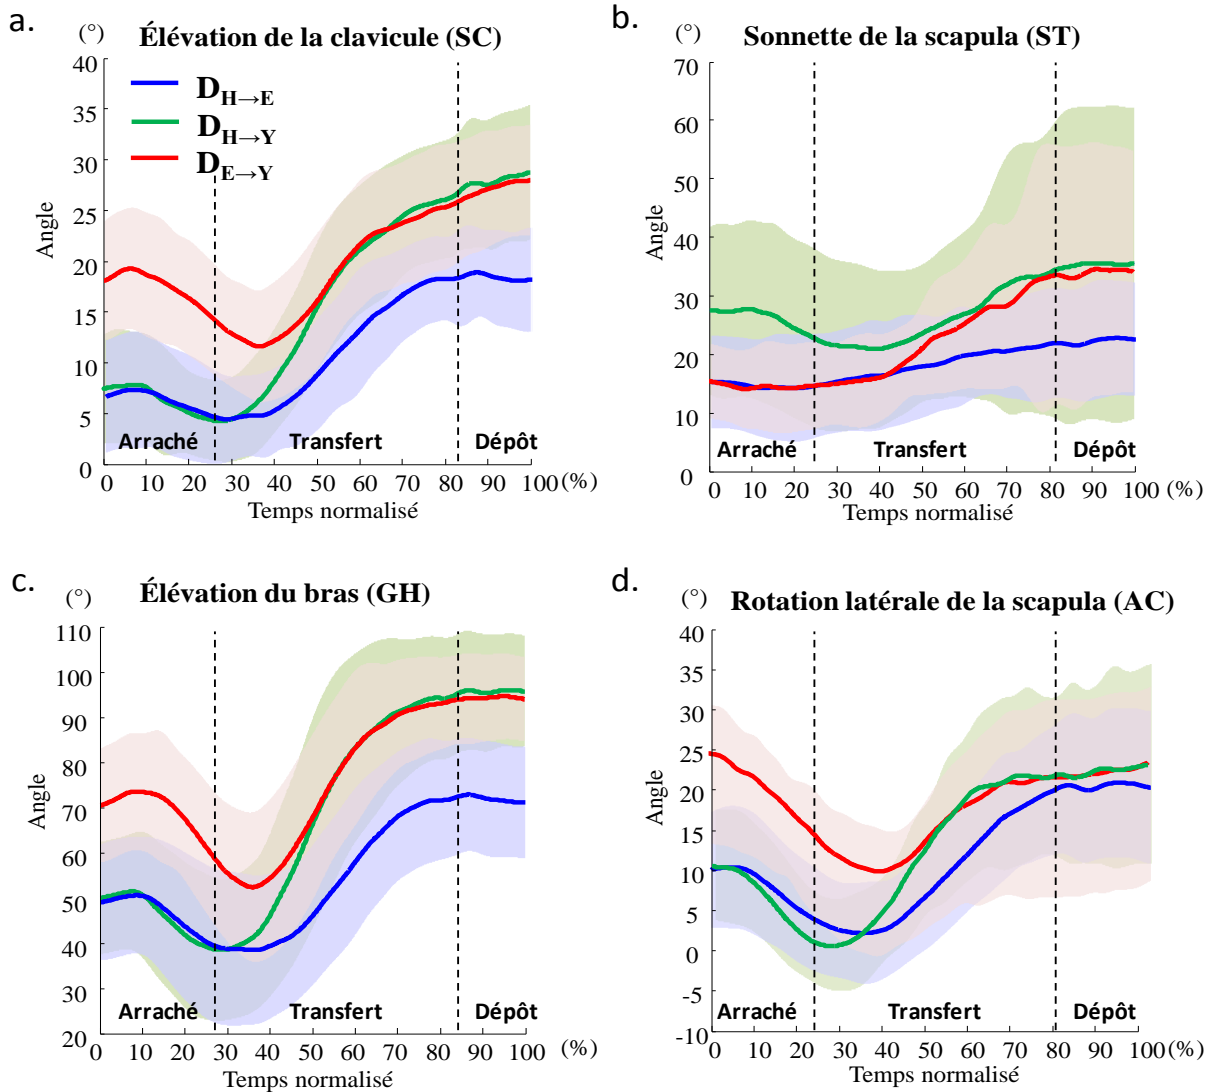 a.
(°)
Élévation de la clavicule (SC)
40
35
30
25
20
15
10
5
0
Angle
D_H→E
D_H→Y
D_E→Y
Arraché
Transfert
Dépôt
0 10 20 30 40 50 60 70 80 90 100 (%)
Temps normalisé
b.
(°)
Sonnette de la scapula (ST)
70
60
50
40
30
20
10
0
Angle
Arraché
Transfert
Dépôt
0 10 20 30 40 50 60 70 80 90 100 (%)
Temps normalisé
c.
(°)
Élévation du bras (GH)
110
100
90
80
70
60
50
40
30
20
Angle
Arraché
Transfert
Dépôt
0 10 20 30 40 50 60 70 80 90 100 (%)
Temps normalisé
d.
(°)
Rotation latérale de la scapula (AC)
40
35
30
25
20
15
10
5
0
-5
-10
Angle
Arraché
Transfert
Dépôt
0 10 20 30 40 50 60 70 80 90 100(%)
Temps normalisé